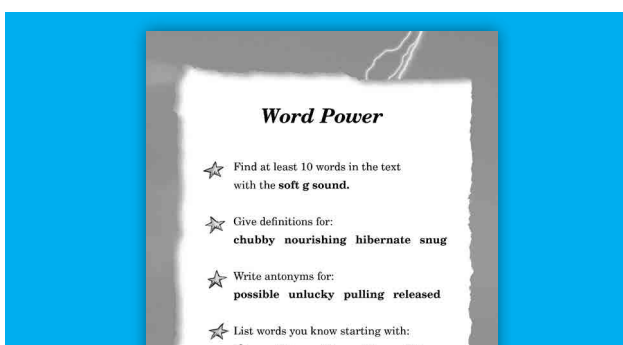 Word Power
Find at least 10 words in the text
with the soft g sound.
Give definitions for:
chubby nourishing hibernate snug
Write antonyms for:
possible unlucky pulling released
List words you know starting with: